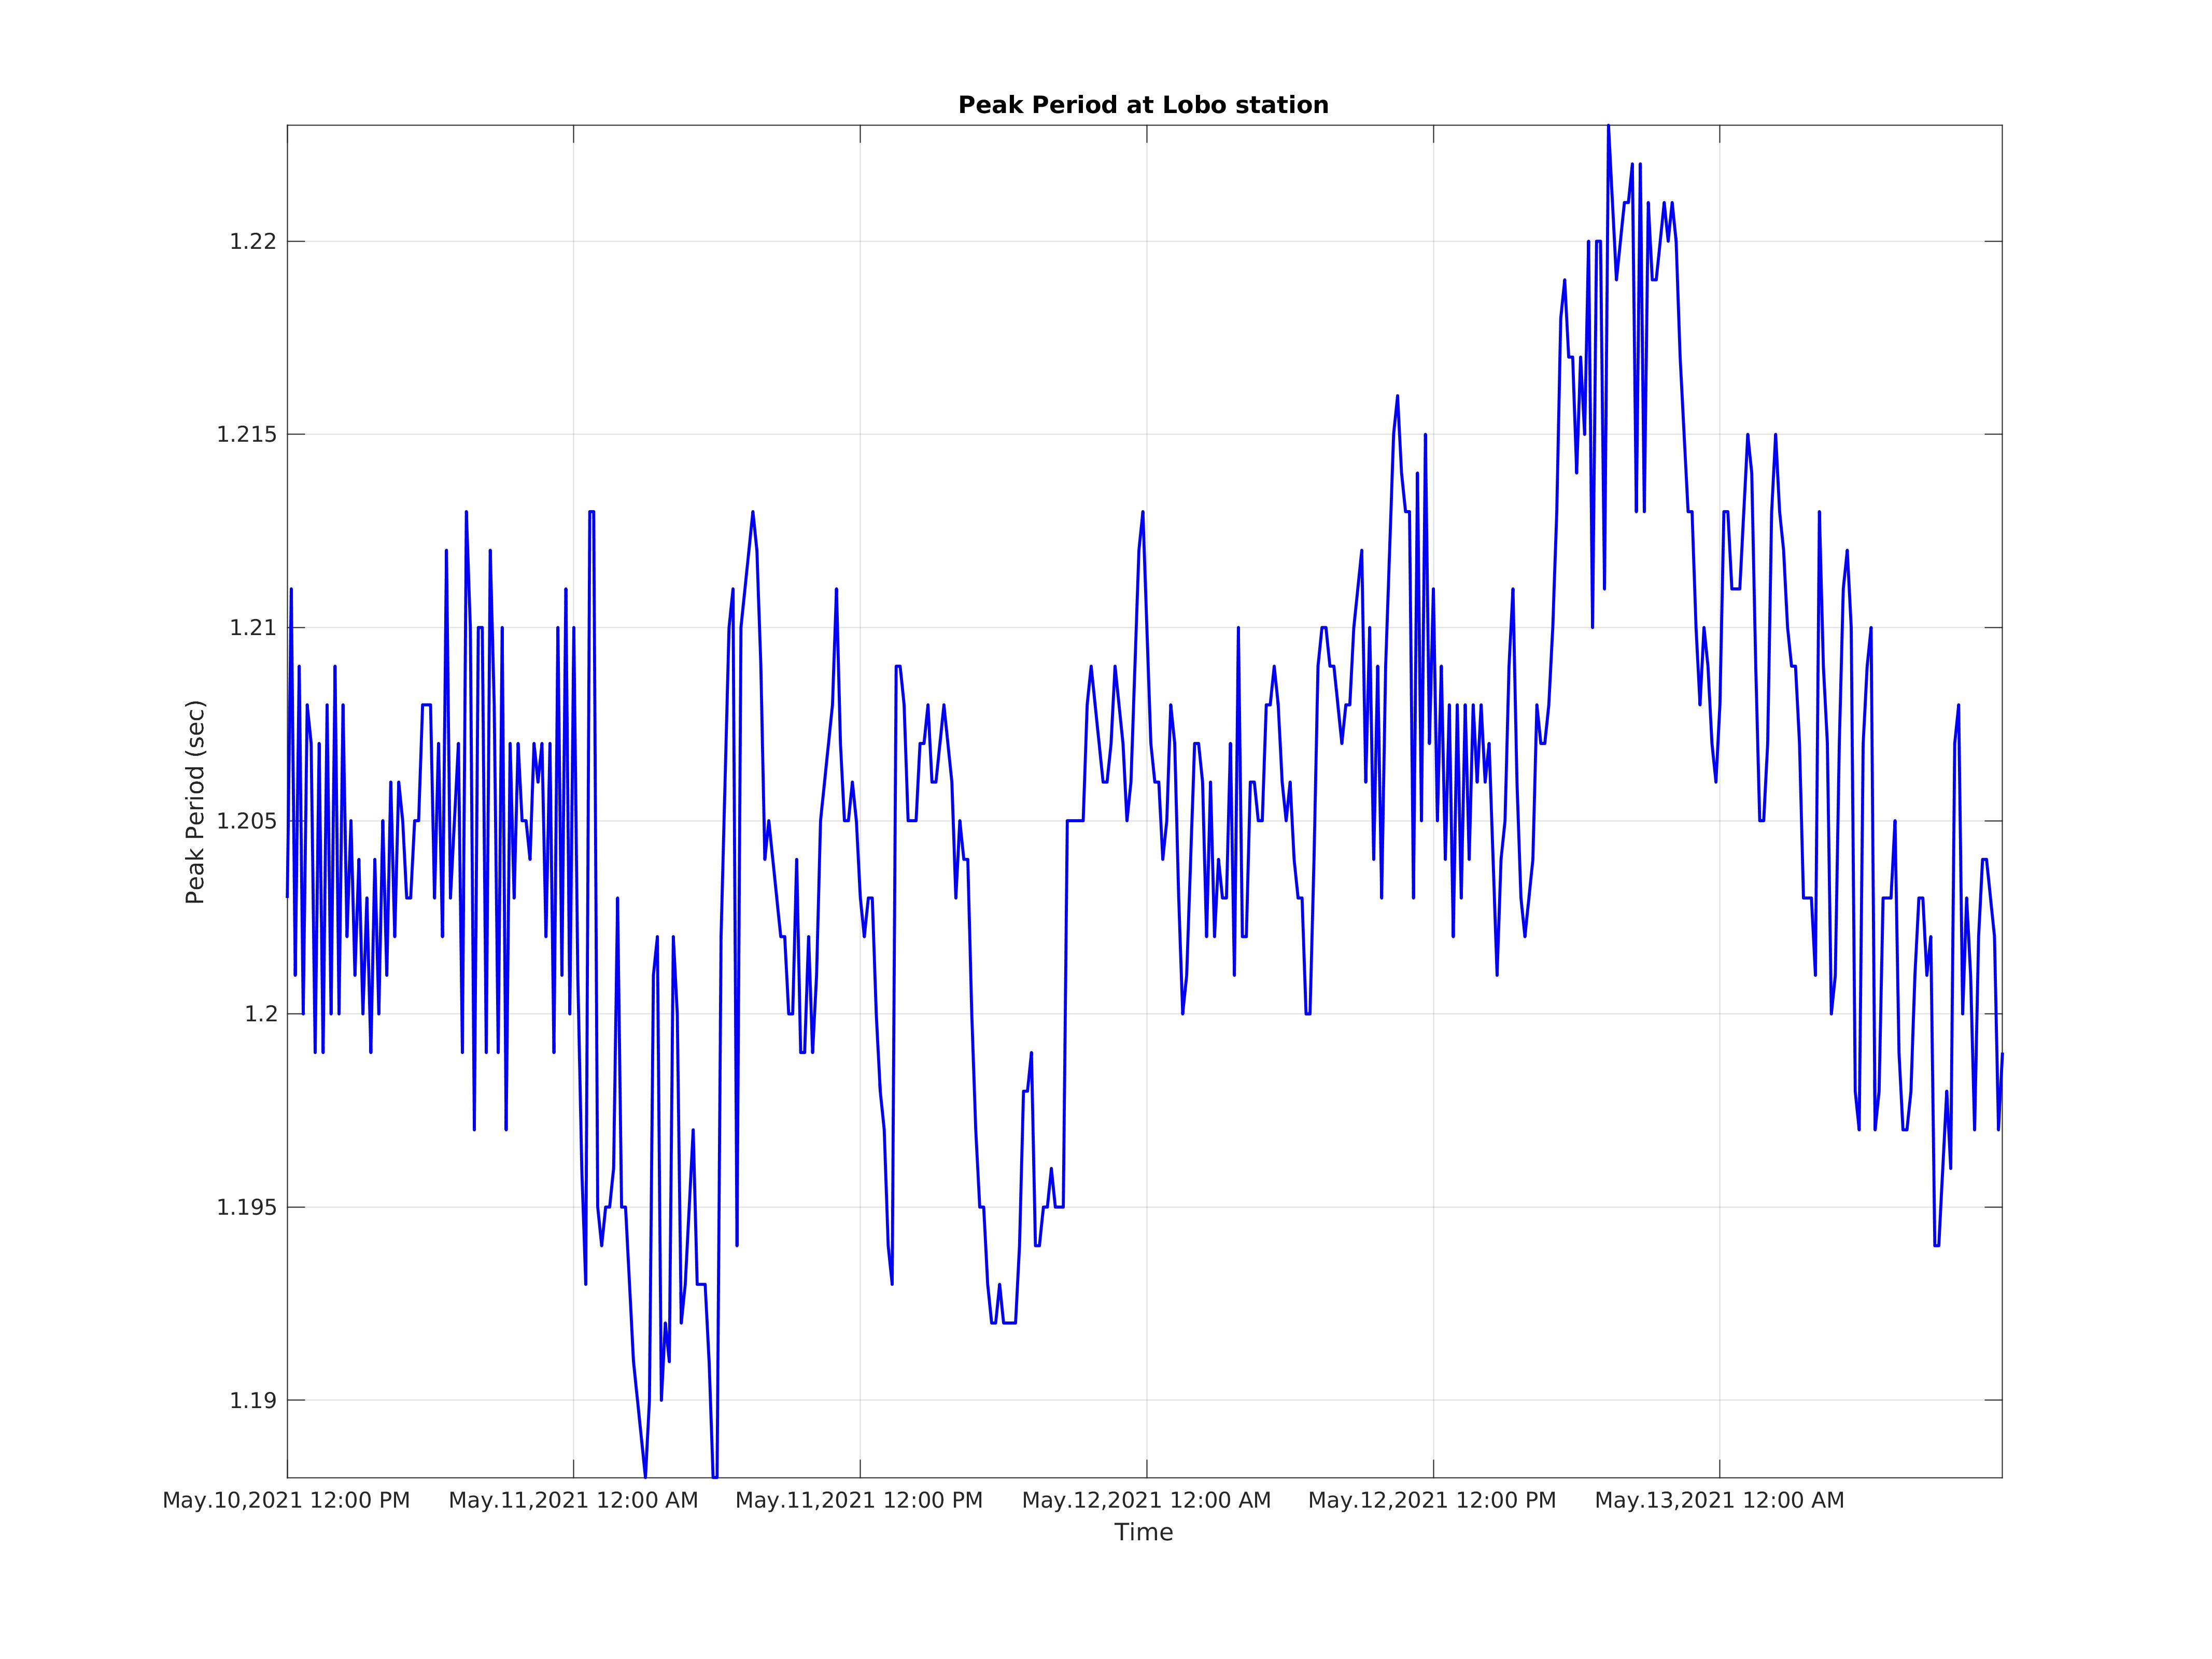 Peak Period at Lobo station
Peak Period (sec)
1.22
1.215
1.21
1.205
1.2
1.195
1.19
May.10,2021 12:00 PM May.11,2021 12:00 AM May.11,2021 12:00 PM May.12,2021 12:00 AM May.12,2021 12:00 PM May.13,2021 12:00 AM
Time